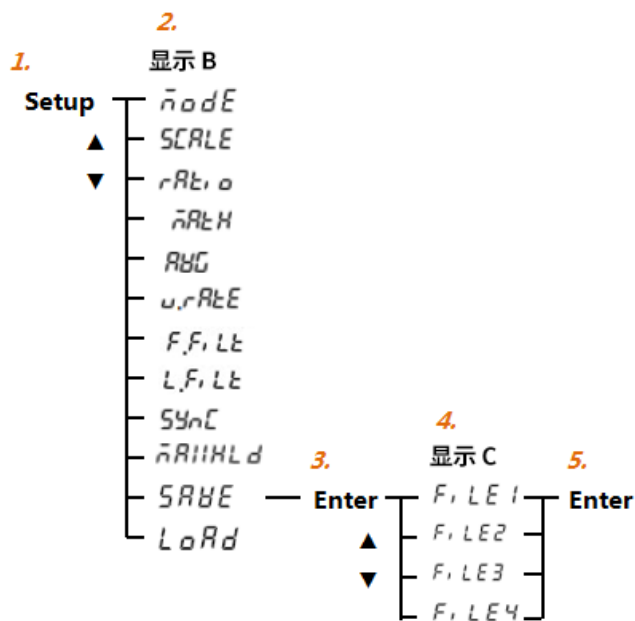 2.
1.
显示 B
Setup
modE
▲
SCALE
▼
rAtio
mAtH
AVG
u.rAtE
F.FiLt
L.FiLt
SYnC
mAXHLd
SAVE
LoAd
3.
Enter
▲
▼
4.
显示 C
FiLE1
FiLE2
FiLE3
FiLE4
5.
Enter